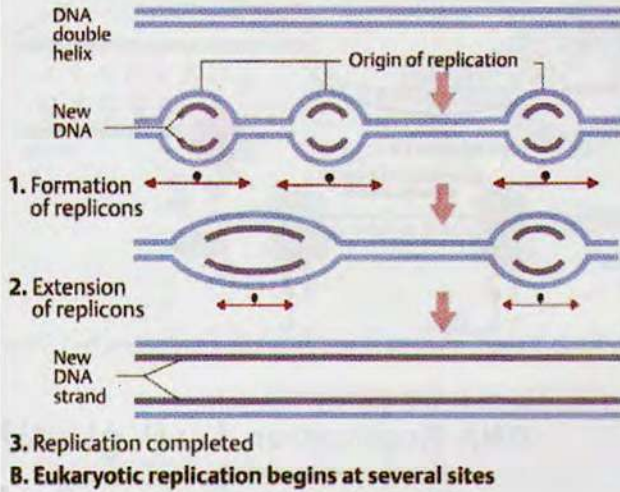 DNA
double
helix
Origin of replication
New
DNA
1. Formation
of replicons
2. Extension
of replicons
New
DNA
strand
3. Replication completed
B. Eukaryotic replication begins at several sites